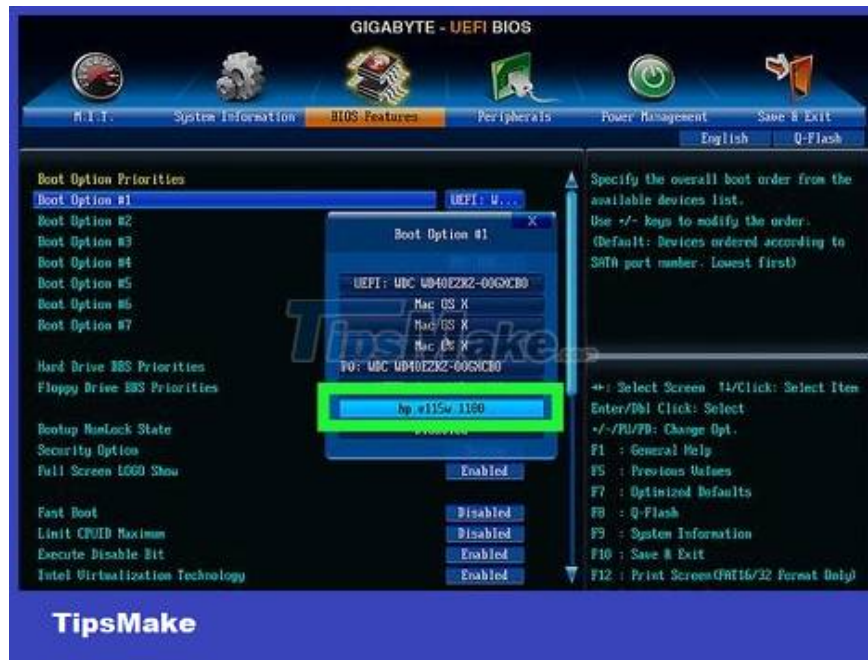 GIGABYTE - UEFI BIOS
M.I.T. System Information BIOS Features Peripherals Power Management Save & Exit
English Q-Flash
Boot Option Priorities
Boot Option #1 UEFI: W...
Boot Option #2
Boot Option #3
Boot Option #4
Boot Option #5
Boot Option #6
Boot Option #7
Hard Drive BBS Priorities
Floppy Drive BBS Priorities
Bootup NumLock State
Security Option
Full Screen LOGO Show Enabled
Fast Boot Disabled
Limit CPUID Maximum Disabled
Execute Disable Bit Enabled
Intel Virtualization Technology Enabled
X
Boot Option #1
UEFI: WDC WD40EZRZ-00GXCB0
Mac OS X
Mac OS X
Mac OS X
P0: WDC WD40EZRZ-00GXCB0
hp v115w 1100
Specify the overall boot order from the
available devices list.
Use +/- keys to modify the order.
(Default: Devices ordered according to
SATA port number. Lowest first)
: Select Screen /Click: Select Item
Enter/Dbl Click: Select
+/-/PU/PD: Change Opt.
F1 : General Help
F5 : Previous Values
F7 : Optimized Defaults
F8 : Q-Flash
F9 : System Information
F10 : Save & Exit
F12 : Print Screen(FAT16/32 Format Only)
TipsMake.com
TipsMake